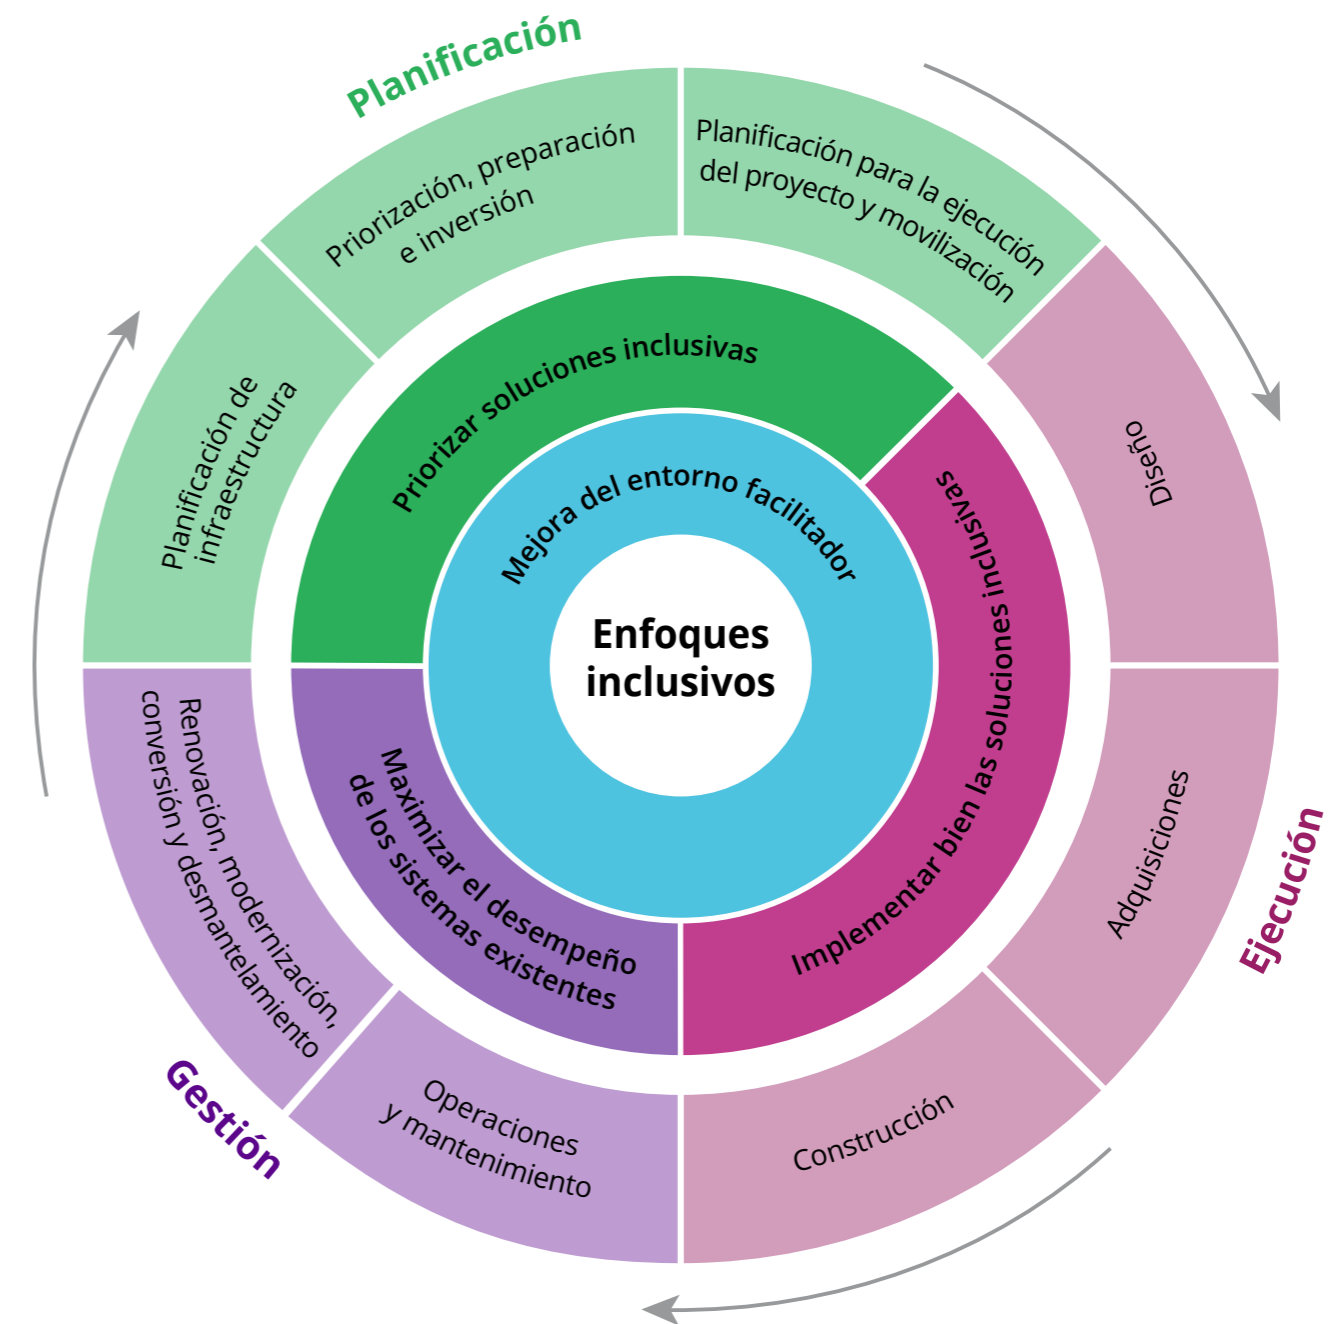 Planificación
Planificación de
infraestructura
Priorización, preparación
e inversión
Planificación para la ejecución
del proyecto y movilización
Diseño
Adquisiciones
Ejecución
Construcción
Operaciones
y mantenimiento
Gestión
Renovación, modernización,
conversión y desmantelamiento
Priorizar soluciones inclusivas
Implementar bien las soluciones inclusivas
Maximizar el desempeño
de los sistemas existentes
Mejora del entorno facilitador
Enfoques
inclusivos